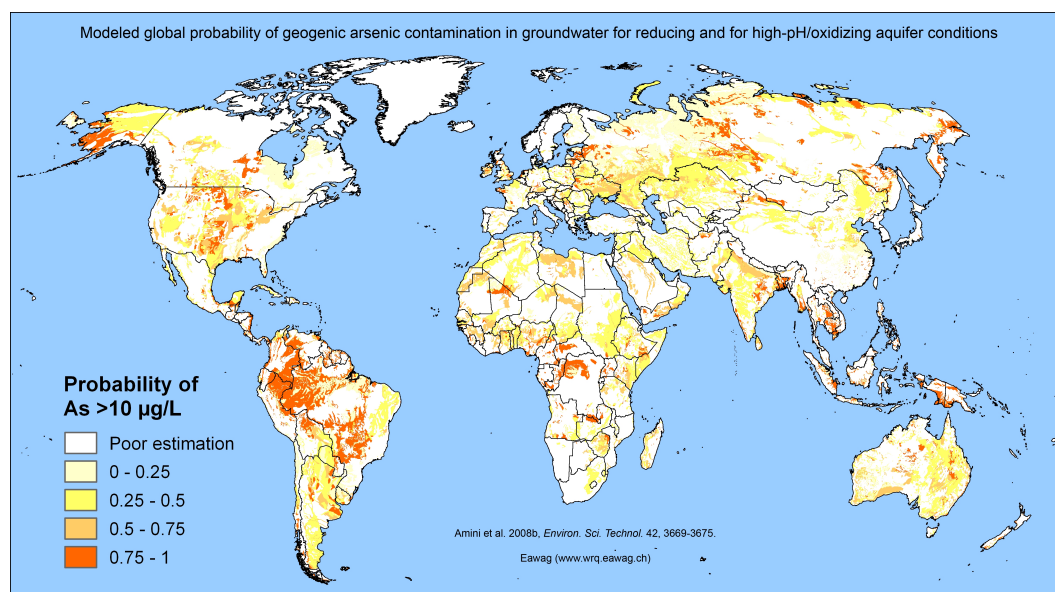 Modeled global probability of geogenic arsenic contamination in groundwater for reducing and for high-pH/oxidizing aquifer conditions
Probability of
As >10 µg/L
Poor estimation
0 - 0.25
0.25 - 0.5
0.5 - 0.75
0.75 - 1
Amini et al. 2008b, Environ. Sci. Technol. 42, 3669-3675.
Eawag (www.wrq.eawag.ch)